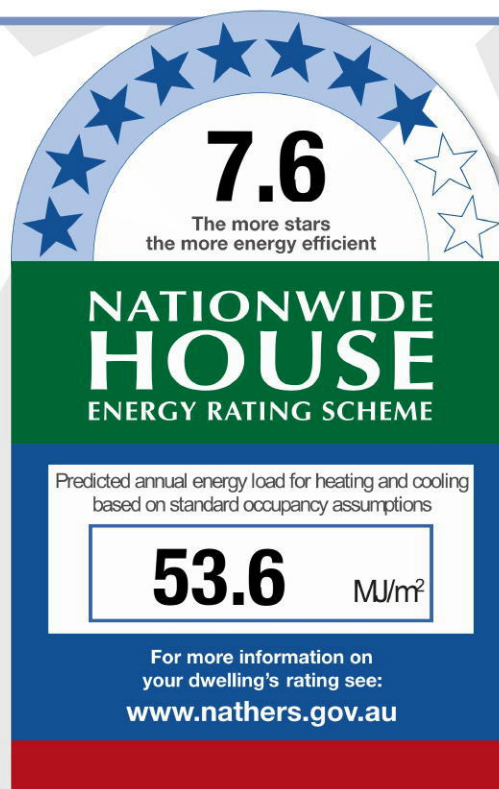 7.6
The more stars
the more energy efficient
NATIONWIDE
HOUSE
ENERGY RATING SCHEME
Predicted annual energy load for heating and cooling
based on standard occupancy assumptions
53.6 MJ/m²
For more information on
your dwelling's rating see:
www.nathers.gov.au